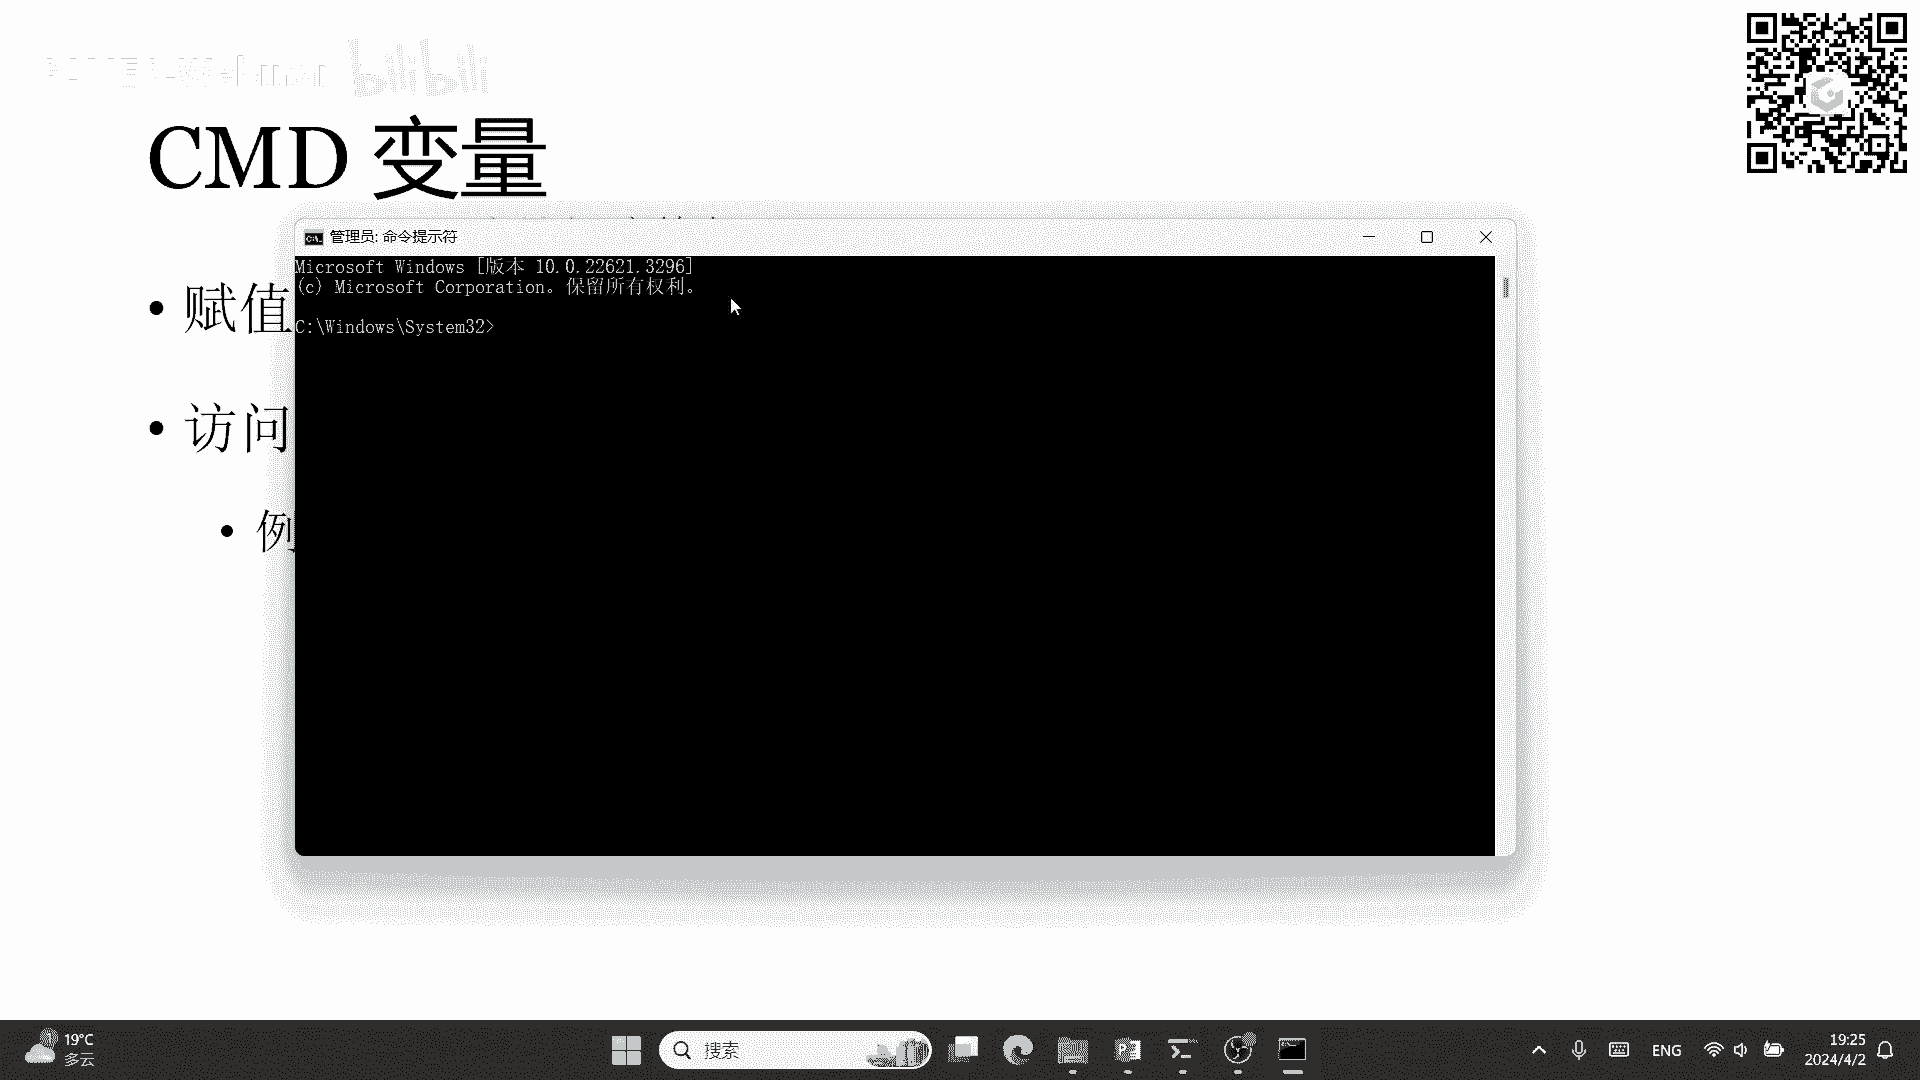 bilibili
CMD 变量
管理员: 命令提示符
Microsoft Windows [版本 10.0.22621.3296]
(c) Microsoft Corporation。保留所有权利。
C:\Windows\System32>
• 赋值
• 访问
• 例
19°C
多云
搜索
ENG
19:25
2024/4/2